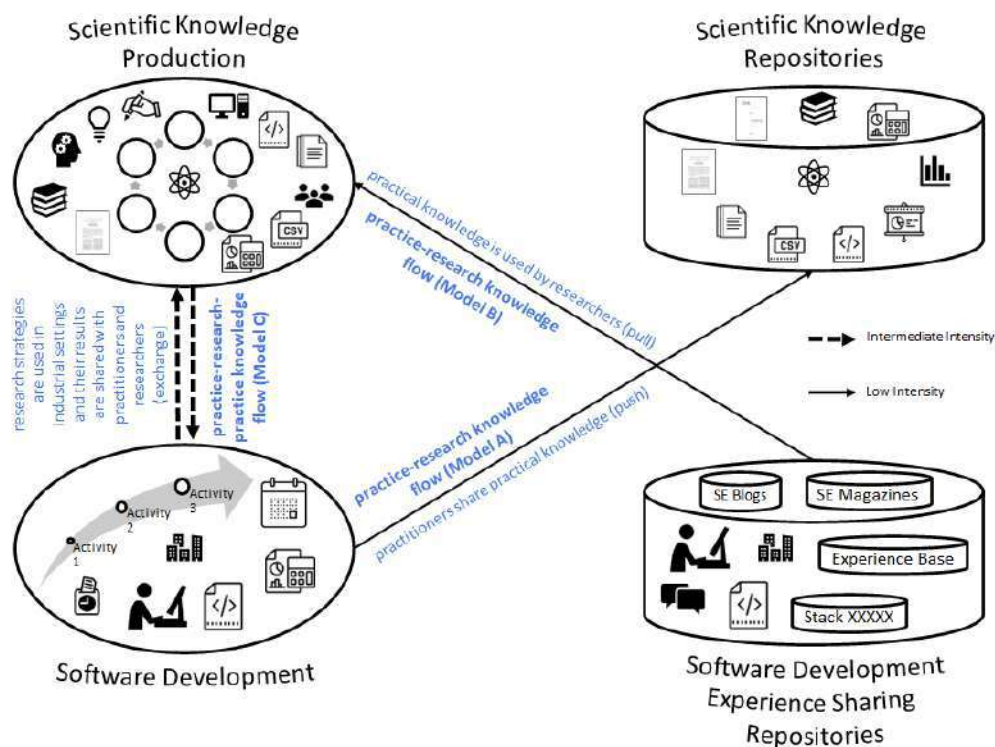 Scientific Knowledge
Production
Scientific Knowledge
Repositories
</>
CSV
CSV
</>
practical knowledge is used by researchers (pull)
practice-research knowledge
flow (Model B)
research strategies
are used in
industrial settings
and their results
are shared with
practitioners and
researchers
(exchange)
practice-research-
practice knowledge
flow (Model C)
Intermediate Intensity
Low Intensity
practice-research knowledge
flow (Model A)
practitioners share practical knowledge (push)
Activity
3
Activity
2
Activity
1
</>
SE Blogs
SE Magazines
Experience Base
</>
Stack XXXXX
Software Development
Software Development
Experience Sharing
Repositories